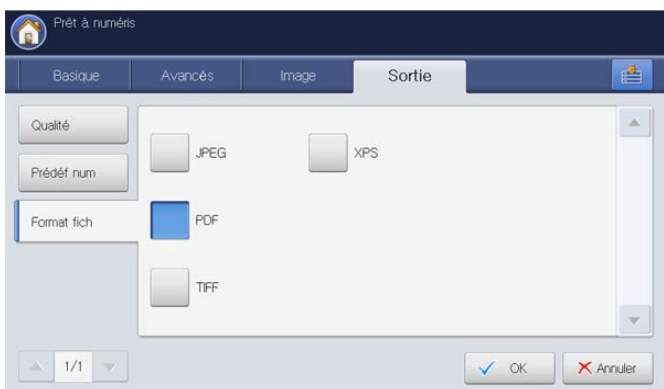 Prêt à numéris
Basique Avancés Image Sortie
Qualité
JPEG XPS
Prédéf num
Format fich PDF
TIFF
1/1 OK Annuler